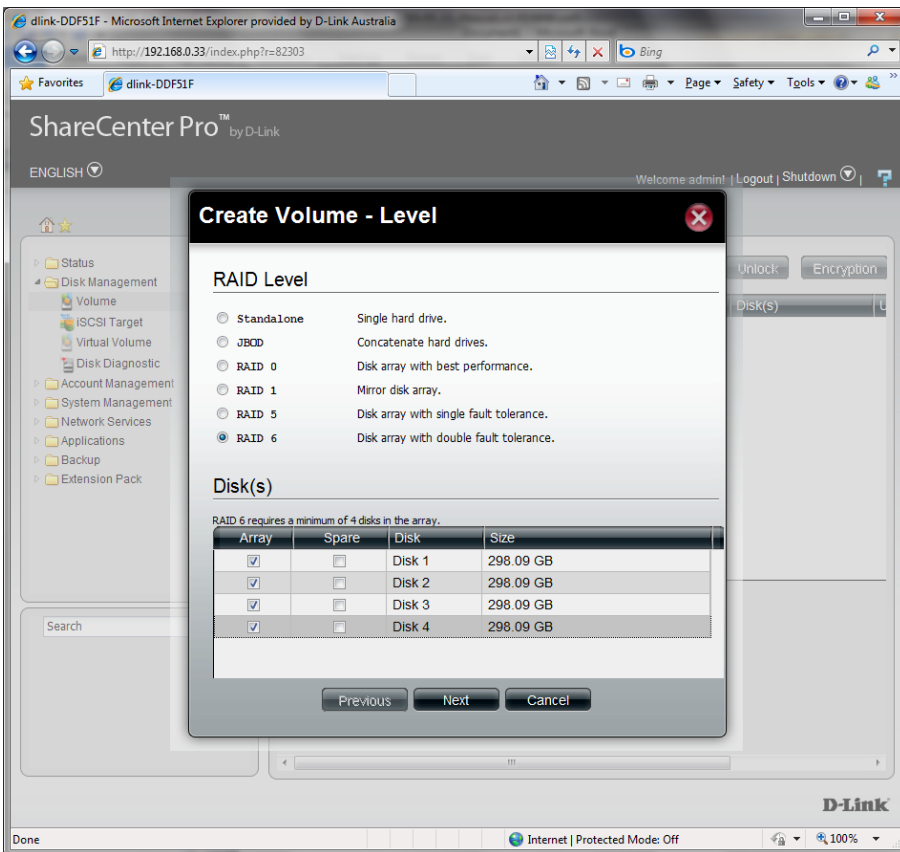 dlink-DDF51F - Microsoft Internet Explorer provided by D-Link Australia
http://192.168.0.33/index.php?r=82303
Bing
Favorites
dlink-DDF51F
Page
Safety
Tools
ShareCenter Pro™ by D-Link
ENGLISH
Welcome admin! | Logout | Shutdown |
Status
Disk Management
Volume
iSCSI Target
Virtual Volume
Disk Diagnostic
Account Management
System Management
Network Services
Applications
Backup
Extension Pack
Search
Unlock
Encryption
Disk(s)
Create Volume - Level
RAID Level
Standalone Single hard drive.
JBOD Concatenate hard drives.
RAID 0 Disk array with best performance.
RAID 1 Mirror disk array.
RAID 5 Disk array with single fault tolerance.
RAID 6 Disk array with double fault tolerance.
Disk(s)
RAID 6 requires a minimum of 4 disks in the array.
Array Spare Disk Size
Disk 1 298.09 GB
Disk 2 298.09 GB
Disk 3 298.09 GB
Disk 4 298.09 GB
Previous Next Cancel
D-Link
Done
Internet | Protected Mode: Off
100%